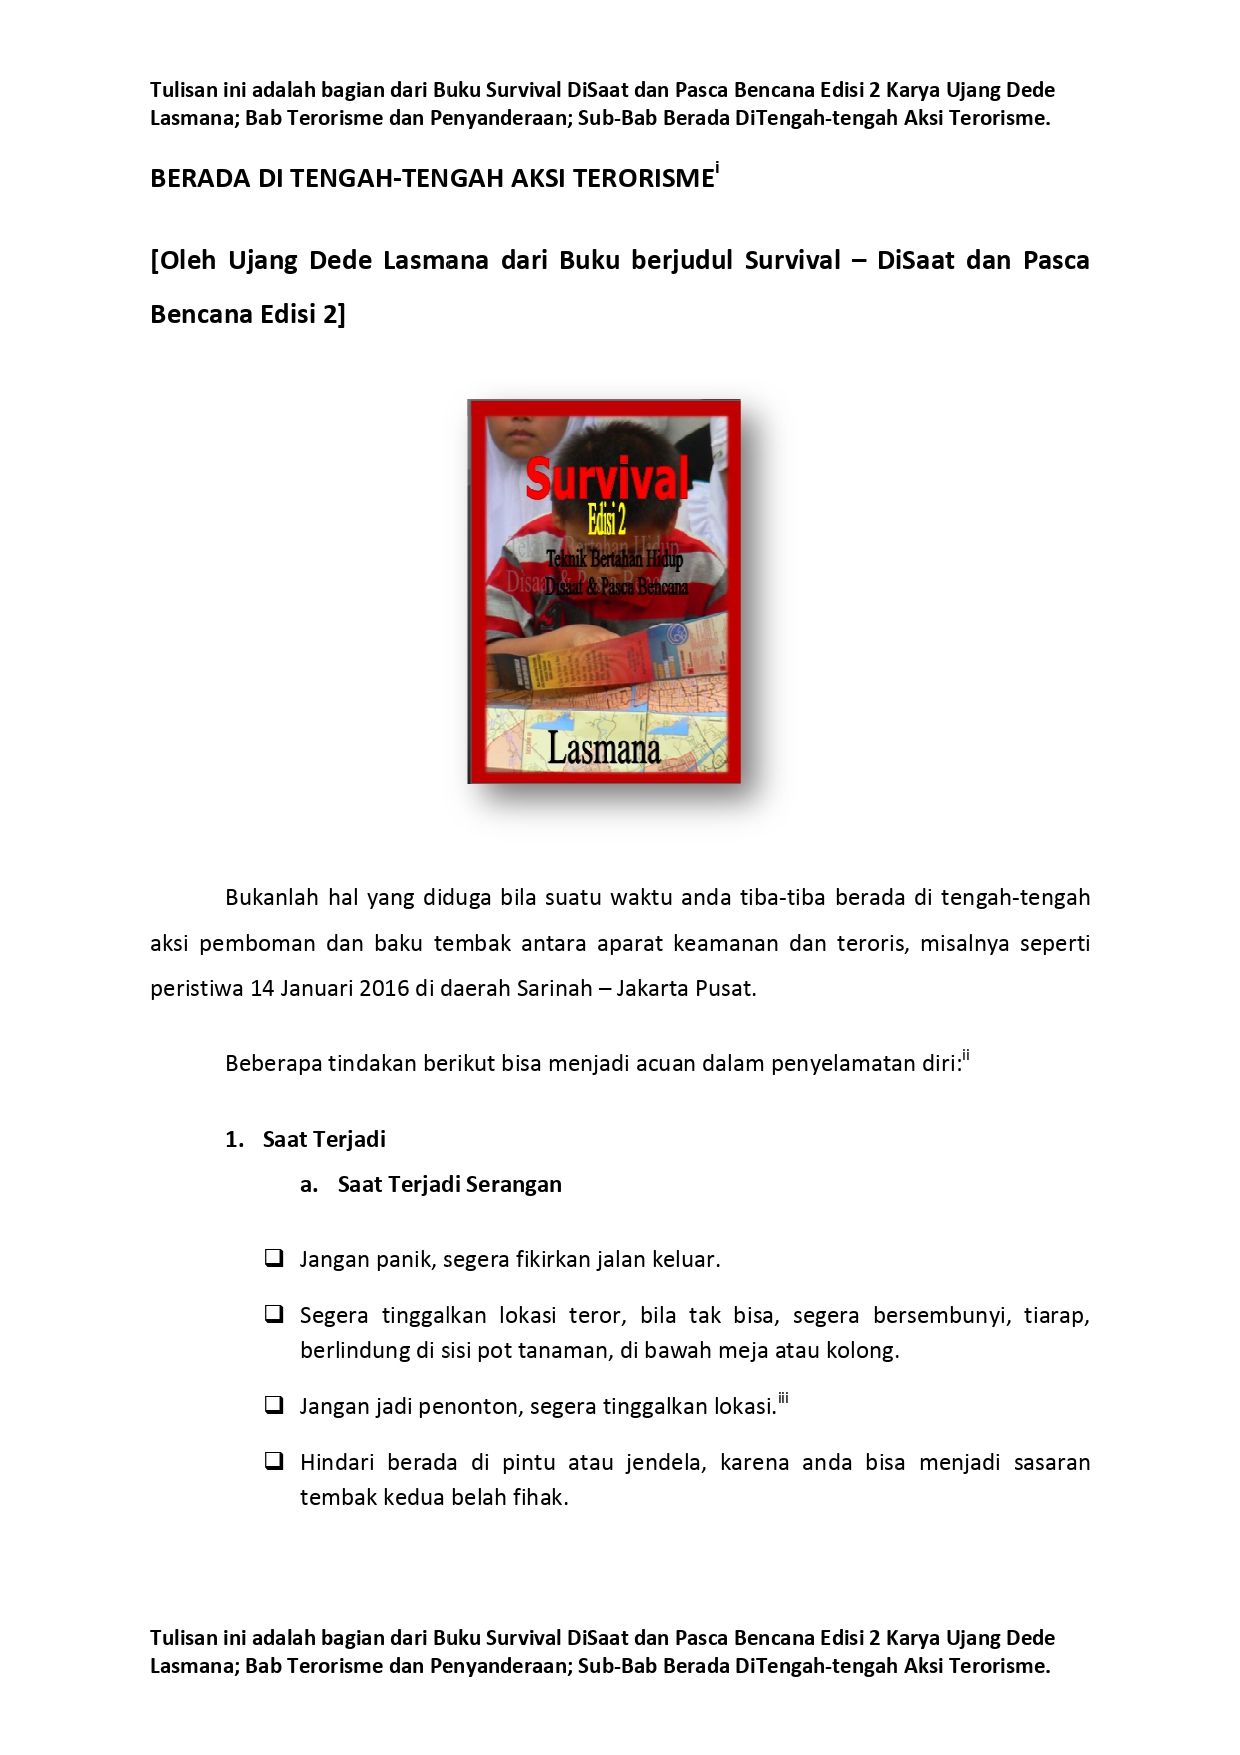 Tulisan ini adalah bagian dari Buku Survival DiSaat dan Pasca Bencana Edisi 2 Karya Ujang Dede
Lasmana; Bab Terorisme dan Penyanderaan; Sub-Bab Berada DiTengah-tengah Aksi Terorisme.
BERADA DI TENGAH-TENGAH AKSI TERORISMEⁱ
[Oleh Ujang Dede Lasmana dari Buku berjudul Survival – DiSaat dan Pasca
Bencana Edisi 2]
Survival
Edisi 2
Teknik Bertahan Hidup
Disaat & Pasca Bencana
Lasmana
Bukanlah hal yang diduga bila suatu waktu anda tiba-tiba berada di tengah-tengah
aksi pemboman dan baku tembak antara aparat keamanan dan teroris, misalnya seperti
peristiwa 14 Januari 2016 di daerah Sarinah – Jakarta Pusat.
Beberapa tindakan berikut bisa menjadi acuan dalam penyelamatan diri:ⁱⁱ
1. Saat Terjadi
a. Saat Terjadi Serangan
❑ Jangan panik, segera fikirkan jalan keluar.
❑ Segera tinggalkan lokasi teror, bila tak bisa, segera bersembunyi, tiarap,
berlindung di sisi pot tanaman, di bawah meja atau kolong.
❑ Jangan jadi penonton, segera tinggalkan lokasi.ⁱⁱⁱ
❑ Hindari berada di pintu atau jendela, karena anda bisa menjadi sasaran
tembak kedua belah fihak.
Tulisan ini adalah bagian dari Buku Survival DiSaat dan Pasca Bencana Edisi 2 Karya Ujang Dede
Lasmana; Bab Terorisme dan Penyanderaan; Sub-Bab Berada DiTengah-tengah Aksi Terorisme.